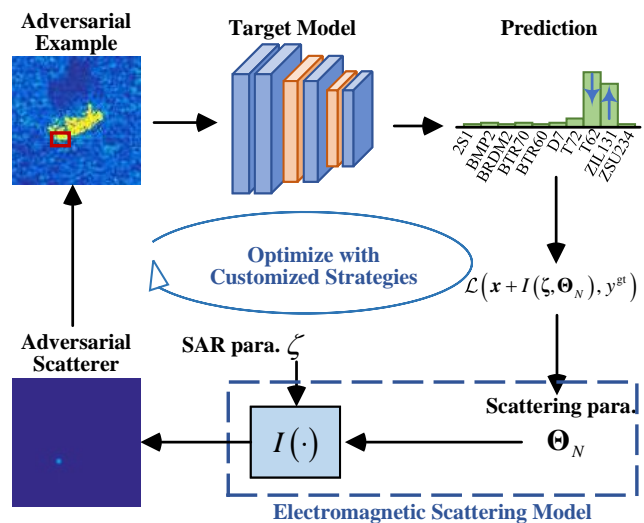 Adversarial
Example
Target Model
Prediction
2S1
BMP2
BRDM2
BTR70
BTR60
D7
T72
T62
ZIL131
ZSU234
Optimize with
Customized Strategies
ℒ(x + I(ζ, Θ_N), y^gt)
Adversarial
Scatterer
SAR para. ζ
Scattering para.
I(·)
Θ_N
Electromagnetic Scattering Model